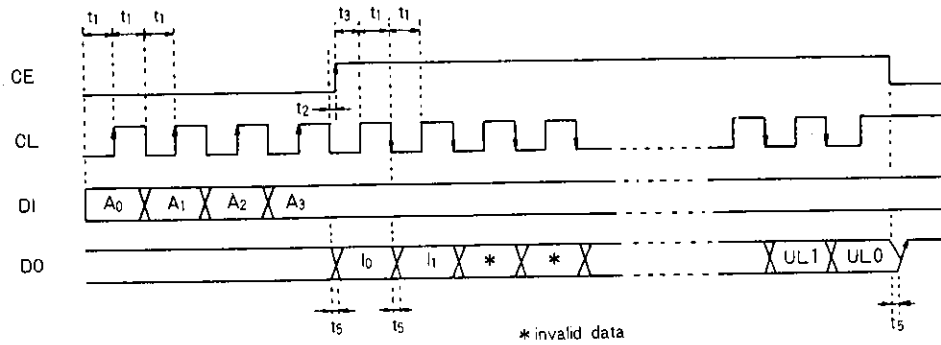 t1 t1 t1 t3 t1 t1
CE
t2
CL
DI A0 A1 A2 A3
DO I0 I1 * * UL1 UL0
t5 t5 t5
* invalid data